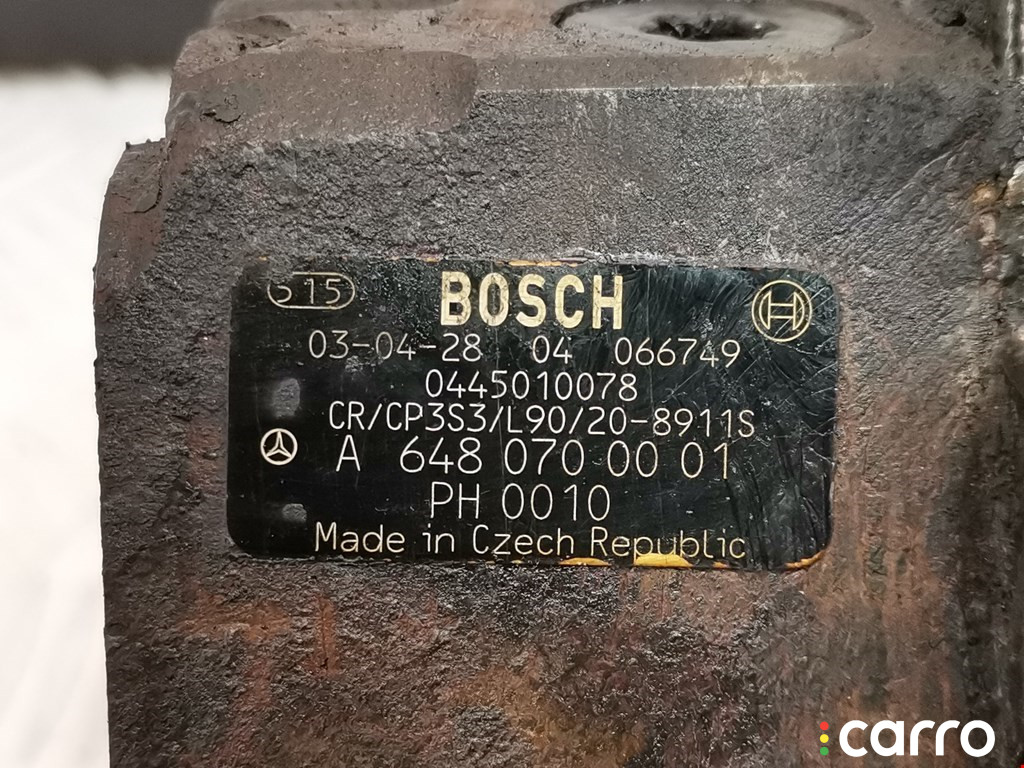 S15
BOSCH
03-04-28 04 066749
0445010078
CR/CP3S3/L90/20-8911S
A 648 070 00 01
PH 0010
Made in Czech Republic
carro